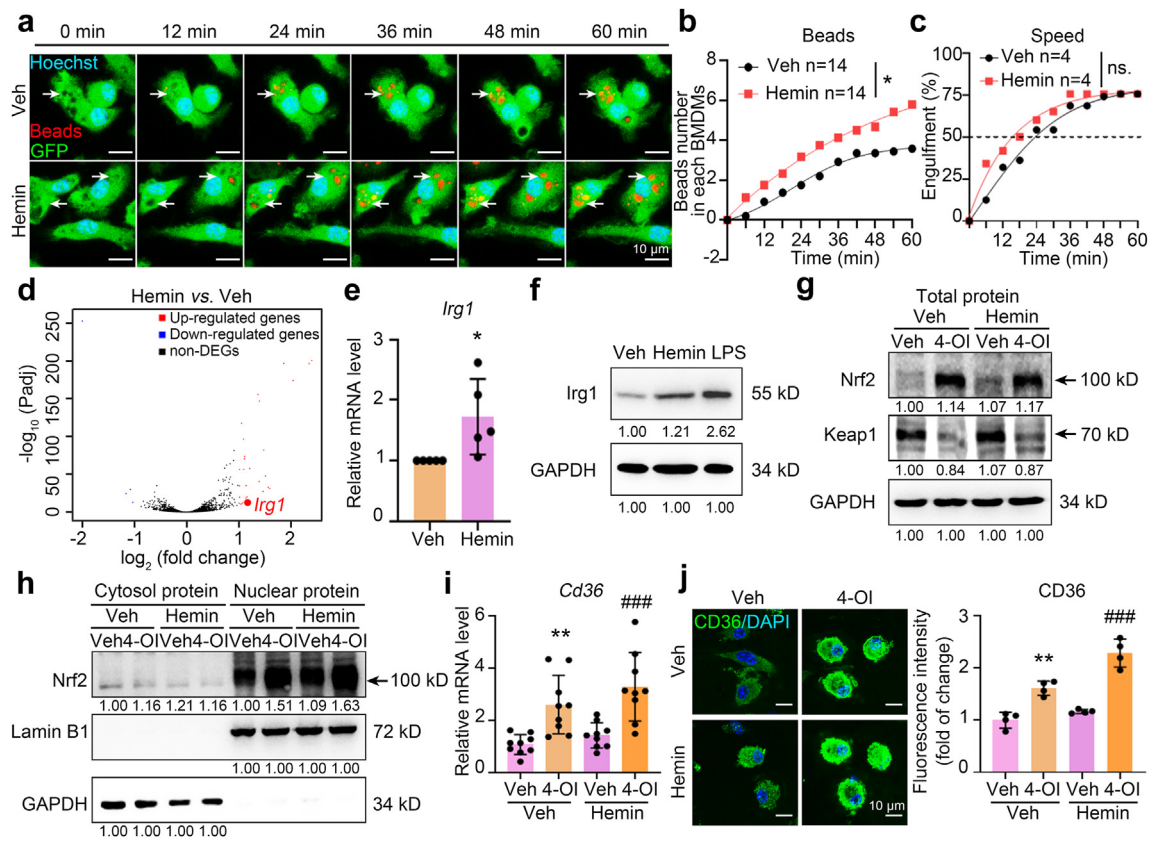 a
0 min 12 min 24 min 36 min 48 min 60 min
Veh
Hoechst
Beads
GFP
Hemin
10 μm
b
Beads
Veh n=14
Hemin n=14
*
Beads number
in each BMDMs
8
6
4
2
0
-2
12 24 36 48 60
Time (min)
c
Speed
Veh n=4
Hemin n=4
ns.
Engulfment (%)
100
50
0
12 24 36 48 60
Time (min)
d
Hemin vs. Veh
Up-regulated genes
Down-regulated genes
non-DEGs
-log10 (Padj)
250
200
150
100
50
0
Irg1
-2 -1 0 1 2
log2 (fold change)
e
Irg1
*
Relative mRNA level
3
2
1
0
Veh Hemin
f
Veh Hemin LPS
Irg1 55 kD
1.00 1.21 2.62
GAPDH 34 kD
1.00 1.00 1.00
g
Total protein
Veh Hemin
Veh 4-OI Veh 4-OI
Nrf2 100 kD
1.00 1.14 1.07 1.17
Keap1 70 kD
1.00 0.84 1.07 0.87
GAPDH 34 kD
1.00 1.00 1.00 1.00
h
Cytosol protein Nuclear protein
Veh Hemin Veh Hemin
Veh 4-OI Veh 4-OI Veh 4-OI Veh 4-OI
Nrf2 100 kD
1.00 1.16 1.21 1.16 1.00 1.51 1.09 1.63
Lamin B1 72 kD
1.00 1.00 1.00 1.00
GAPDH 34 kD
1.00 1.00 1.00 1.00
i
Cd36
###
**
Relative mRNA level
6
4
2
0
Veh 4-OI Veh 4-OI
Veh Hemin
j
Veh 4-OI
CD36/DAPI
Veh
Hemin
10 μm
CD36
###
**
Fluorescence intensity
(fold of change)
3
2
1
0
Veh 4-OI Veh 4-OI
Veh Hemin